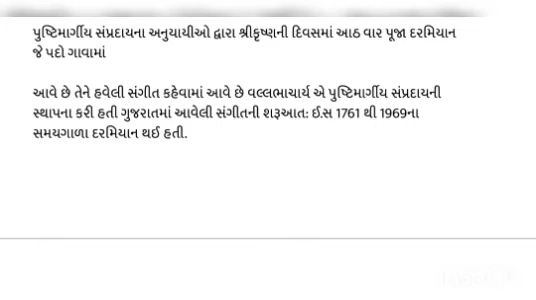 પુષ્ટિમાર્ગીય સંપ્રદાયના અનુયાયીઓ દ્વારા શ્રીકૃષ્ણની દિવસમાં આઠ વાર પૂજા દરમિયાન
જે પદો ગાવામાં
આવે છે તેને હવેલી સંગીત કહેવામાં આવે છે વલ્લભાચાર્ય એ પુષ્ટિમાર્ગીય સંપ્રદાયની
સ્થાપના કરી હતી ગુજરાતમાં આવેલી સંગીતની શરૂઆત: ઈ.સ 1761 થી 1969ના
સમયગાળા દરમિયાન થઈ હતી.